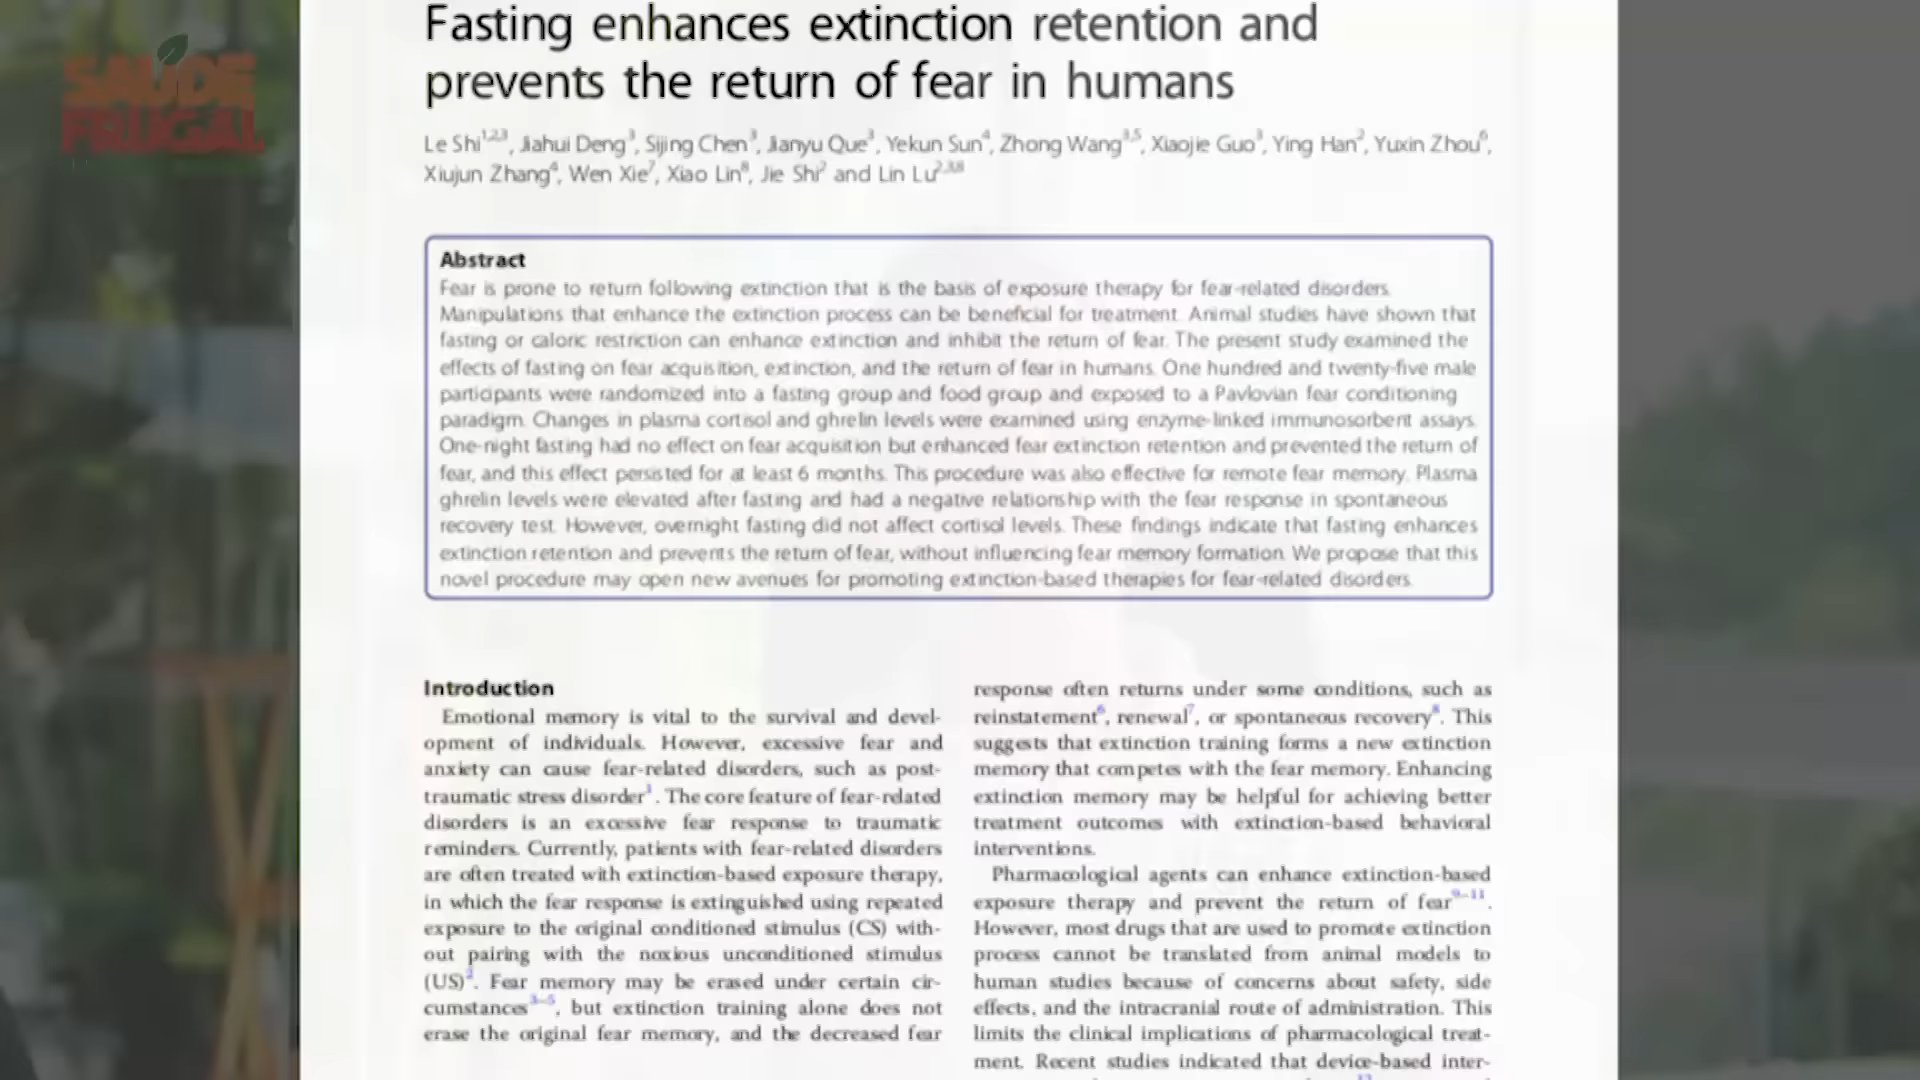 SAÚDE
FRUGAL
Fasting enhances extinction retention and
prevents the return of fear in humans
Le Shi1,2,3, Jiahui Deng3, Sijing Chen3, Jianyu Que3, Yekun Sun4, Zhong Wang3,5, Xiaojie Guo3, Ying Han2, Yuxin Zhou6,
Xiujun Zhang4, Wen Xie7, Xiao Lin8, Jie Shi2 and Lin Lu2,3,8
Abstract
Fear is prone to return following extinction that is the basis of exposure therapy for fear-related disorders.
Manipulations that enhance the extinction process can be beneficial for treatment. Animal studies have shown that
fasting or caloric restriction can enhance extinction and inhibit the return of fear. The present study examined the
effects of fasting on fear acquisition, extinction, and the return of fear in humans. One hundred and twenty-five male
participants were randomized into a fasting group and food group and exposed to a Pavlovian fear conditioning
paradigm. Changes in plasma cortisol and ghrelin levels were examined using enzyme-linked immunosorbent assays.
One-night fasting had no effect on fear acquisition but enhanced fear extinction retention and prevented the return of
fear, and this effect persisted for at least 6 months. This procedure was also effective for remote fear memory. Plasma
ghrelin levels were elevated after fasting and had a negative relationship with the fear response in spontaneous
recovery test. However, overnight fasting did not affect cortisol levels. These findings indicate that fasting enhances
extinction retention and prevents the return of fear, without influencing fear memory formation. We propose that this
novel procedure may open new avenues for promoting extinction-based therapies for fear-related disorders.
Introduction
Emotional memory is vital to the survival and devel-
opment of individuals. However, excessive fear and
anxiety can cause fear-related disorders, such as post-
traumatic stress disorder1. The core feature of fear-related
disorders is an excessive fear response to traumatic
reminders. Currently, patients with fear-related disorders
are often treated with extinction-based exposure therapy,
in which the fear response is extinguished using repeated
exposure to the original conditioned stimulus (CS) with-
out pairing with the noxious unconditioned stimulus
(US)2. Fear memory may be erased under certain cir-
cumstances3–5, but extinction training alone does not
erase the original fear memory, and the decreased fear
response often returns under some conditions, such as
reinstatement6, renewal7, or spontaneous recovery8. This
suggests that extinction training forms a new extinction
memory that competes with the fear memory. Enhancing
extinction memory may be helpful for achieving better
treatment outcomes with extinction-based behavioral
interventions.
Pharmacological agents can enhance extinction-based
exposure therapy and prevent the return of fear9–11.
However, most drugs that are used to promote extinction
process cannot be translated from animal models to
human studies because of concerns about safety, side
effects, and the intracranial route of administration. This
limits the clinical implications of pharmacological treat-
ment. Recent studies indicated that device-based inter-